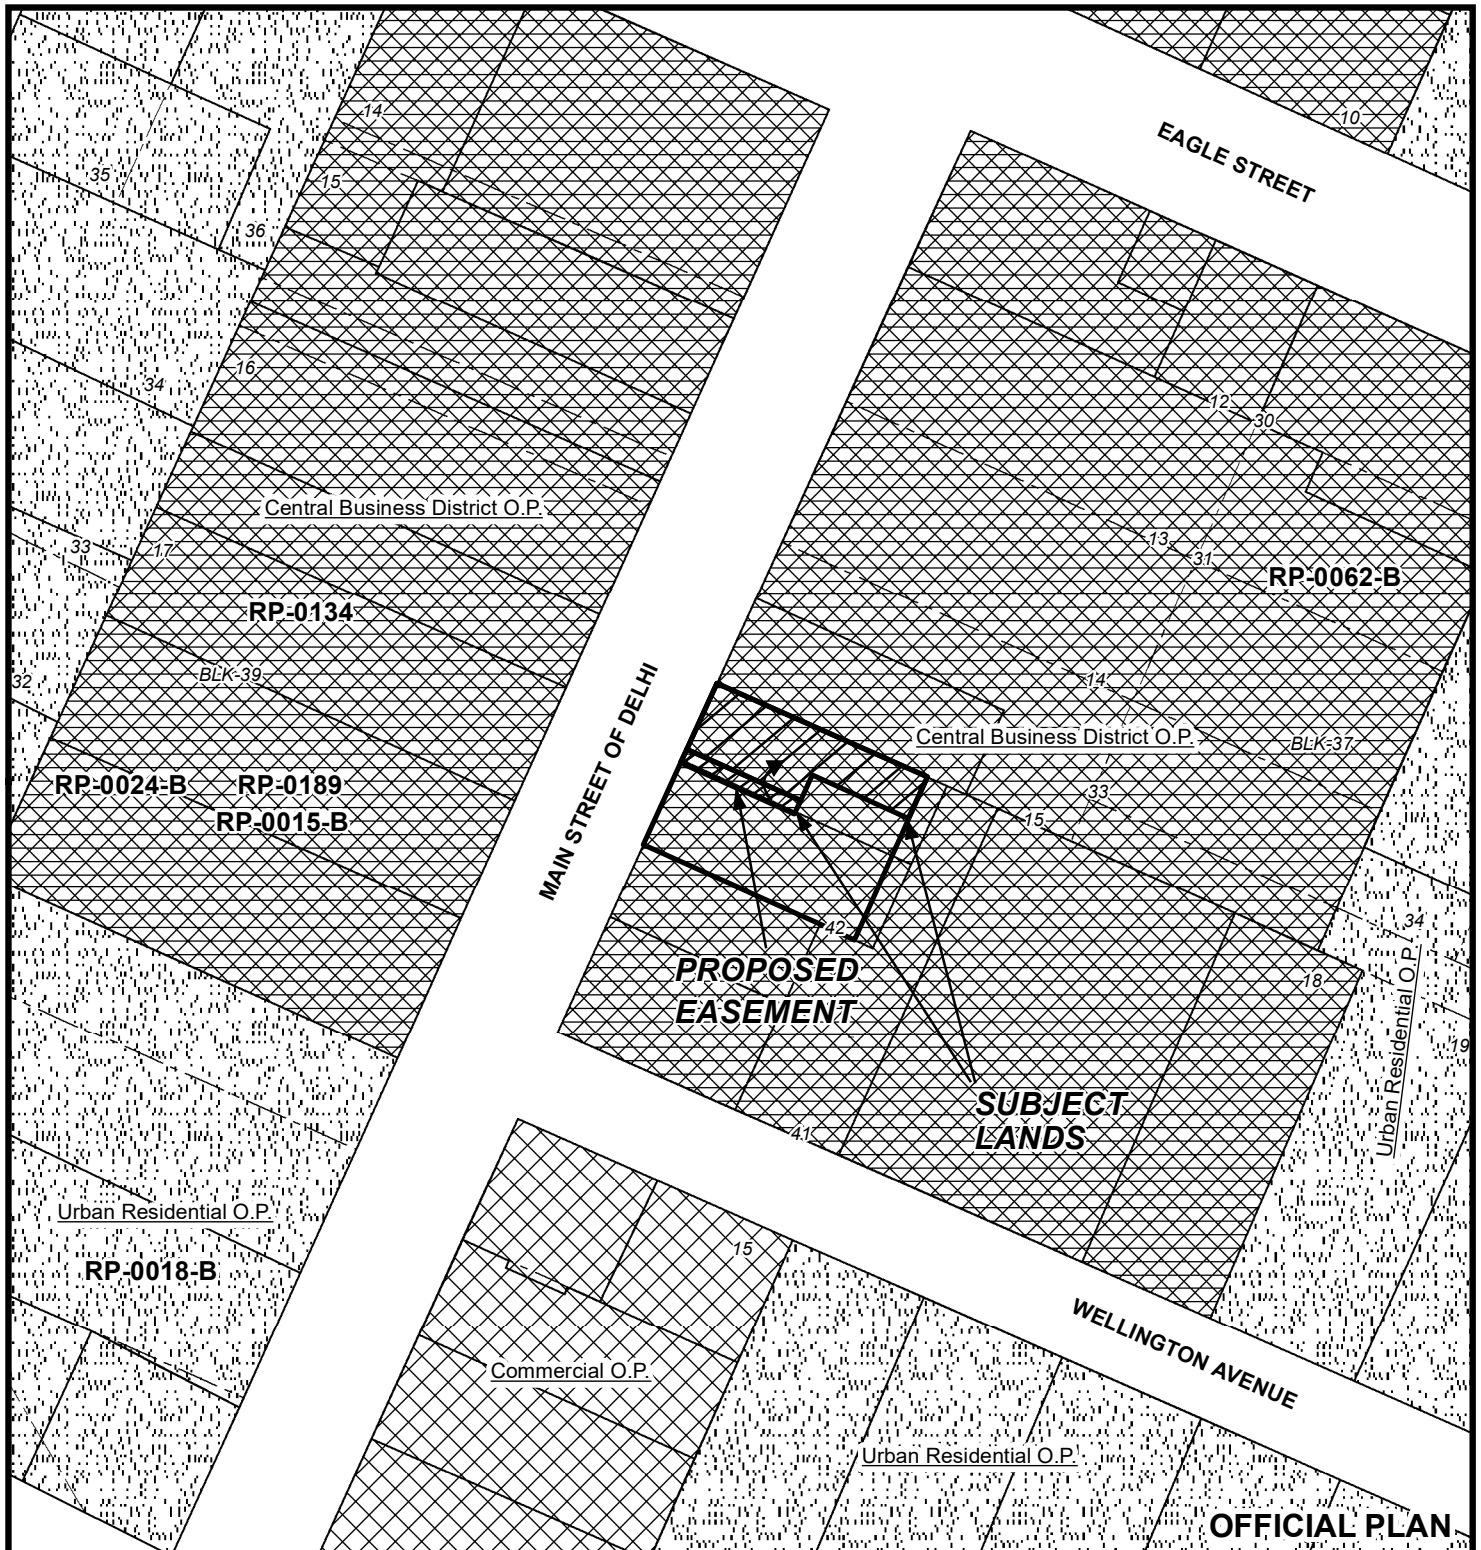 10
EAGLE STREET
14
35
15
36
16
34
12
30
Central Business District O.P.
33
17
13
31
RP-0062-B
RP-0134
BLK-39
32
14
MAIN STREET OF DELHI
Central Business District O.P.
BLK-37
RP-0024-B
RP-0189
RP-0015-B
33
15
34
42
PROPOSED
EASEMENT
18
Urban Residential O.P.
19
SUBJECT
LANDS
41
Urban Residential O.P.
15
RP-0018-B
WELLINGTON AVENUE
Commercial O.P.
Urban Residential O.P.
OFFICIAL PLAN